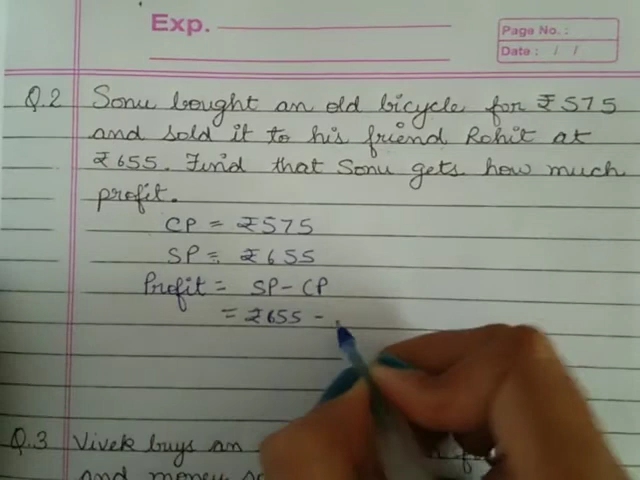 Exp.
Page No. :
Date : / /
Q.2 Sonu bought an old bicycle for ₹575
and sold it to his friend Rohit at
₹655. Find that Sonu gets how much
profit.
CP = ₹575
SP = ₹655
Profit = SP - CP
= ₹655 -
Q.3 Vivek buys an
and money